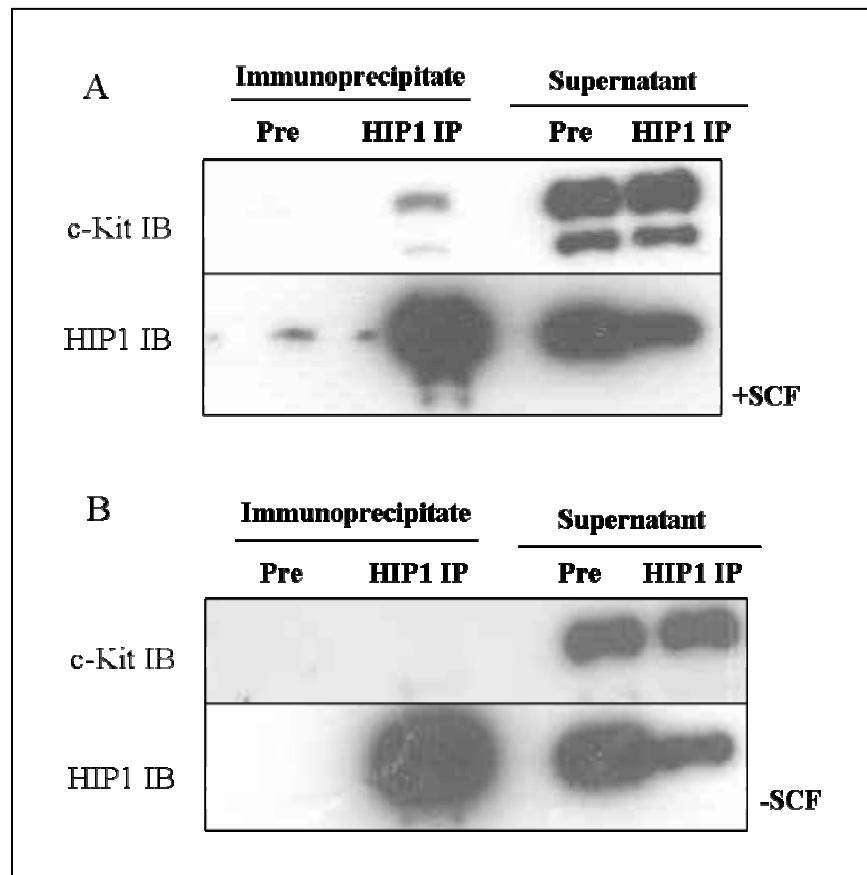 A
Immunoprecipitate Supernatant
Pre HIP1 IP Pre HIP1 IP
c-Kit IB
HIP1 IB
+SCF
B
Immunoprecipitate Supernatant
Pre HIP1 IP Pre HIP1 IP
c-Kit IB
HIP1 IB
-SCF